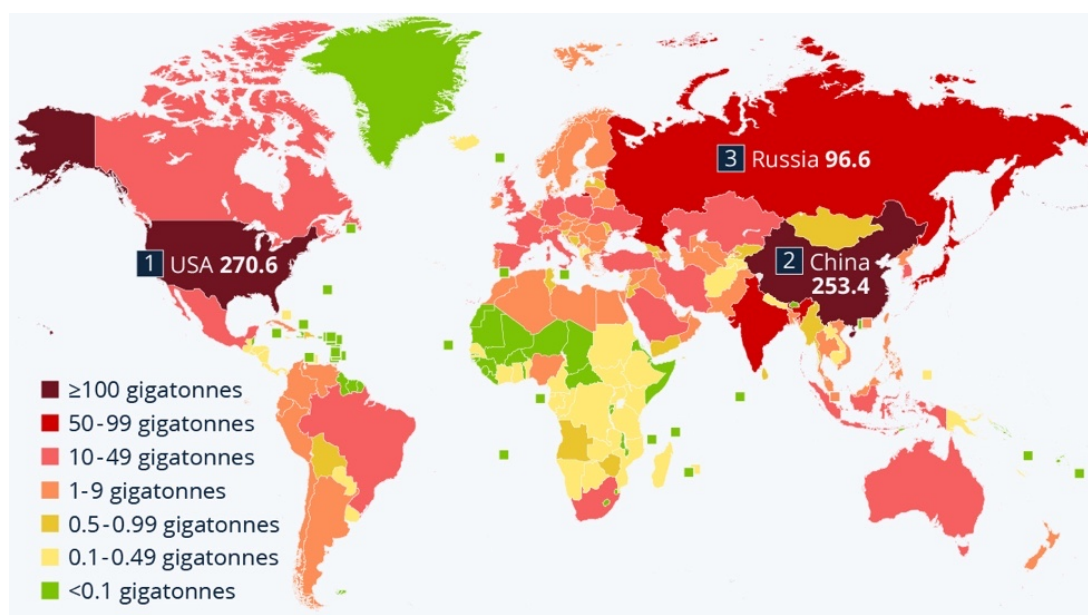 3 Russia 96.6
1 USA 270.6
2 China
253.4
≥100 gigatonnes
50-99 gigatonnes
10-49 gigatonnes
1-9 gigatonnes
0.5-0.99 gigatonnes
0.1-0.49 gigatonnes
<0.1 gigatonnes